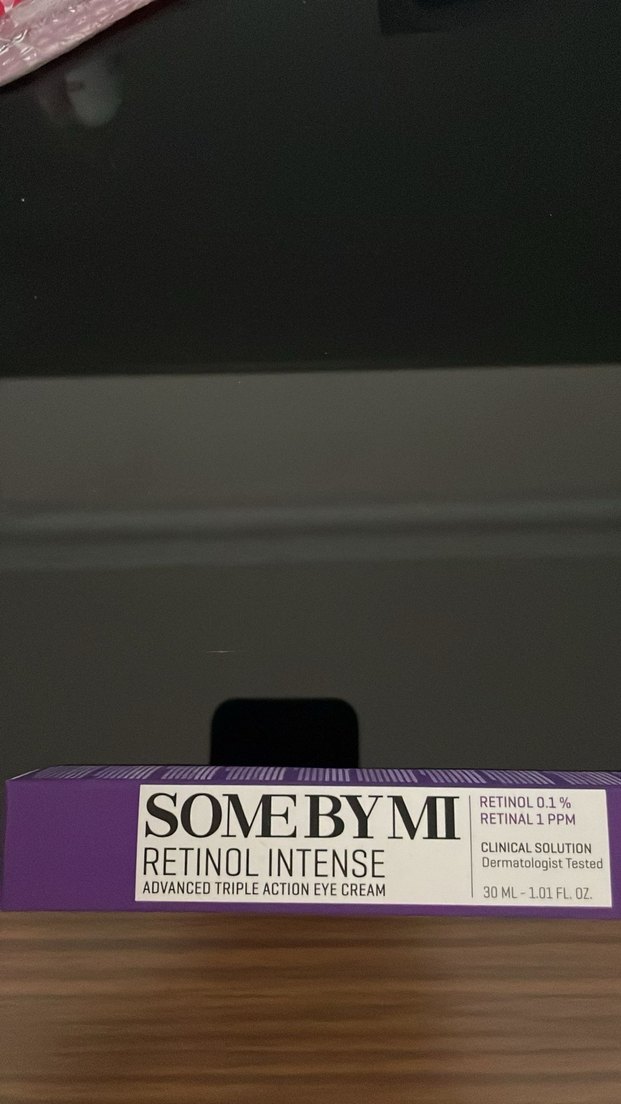 SOME BY MI
RETINOL INTENSE
ADVANCED TRIPLE ACTION EYE CREAM
RETINOL 0.1 %
RETINAL 1 PPM
CLINICAL SOLUTION
Dermatologist Tested
30 ML - 1.01 FL. OZ.